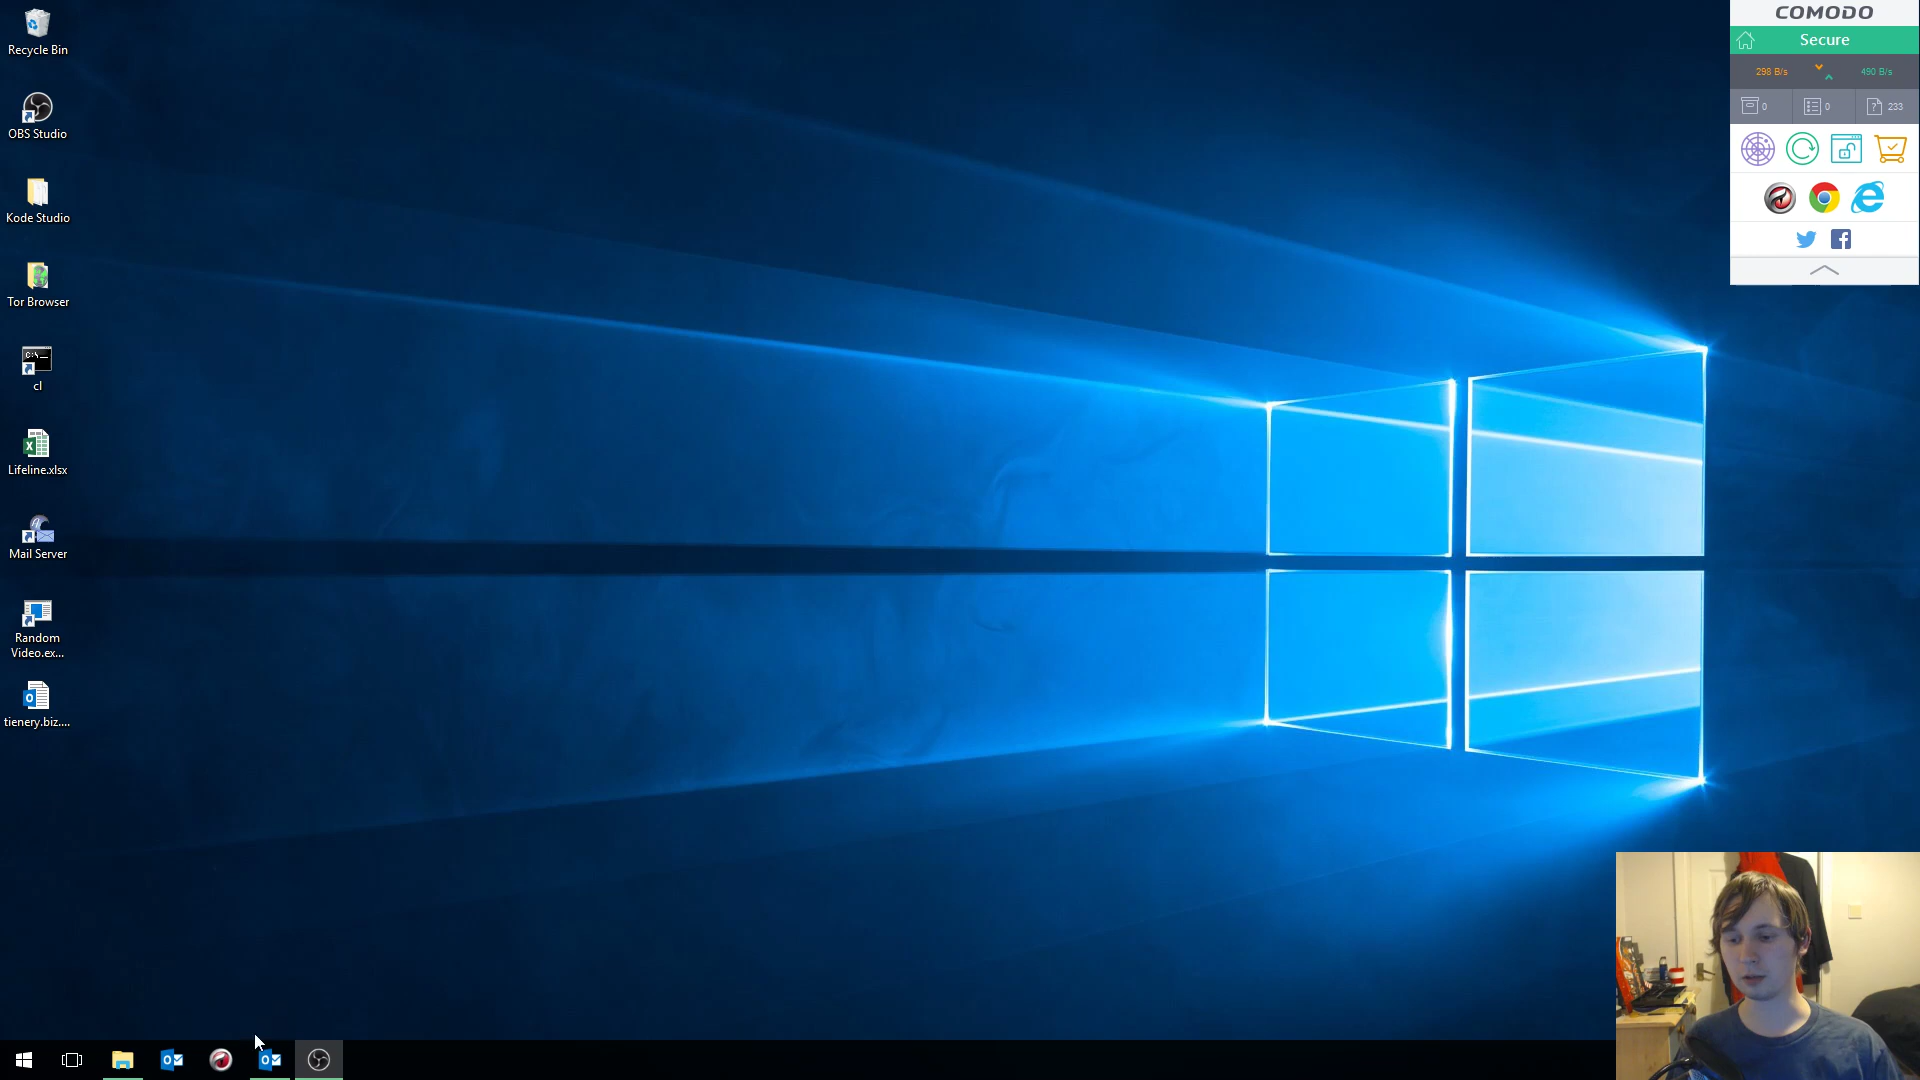 Recycle Bin
OBS Studio
Kode Studio
Tor Browser
C:\
cl
Lifeline.xlsx
Mail Server
Random
Video.ex...
tienery.biz....
COMODO
Secure
298 B/s
490 B/s
0
0
233